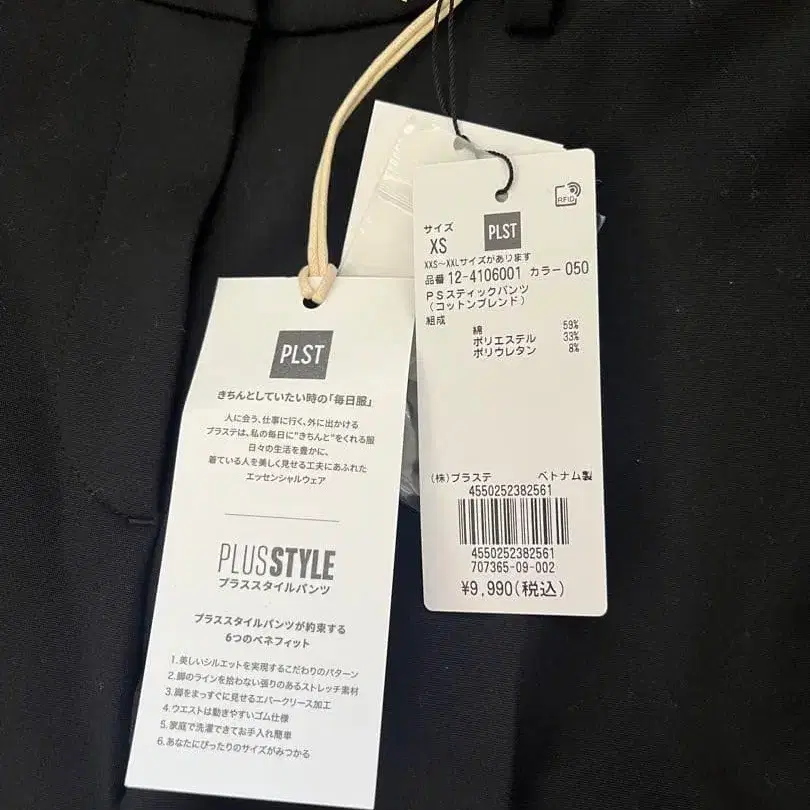 PLST
きちんとしていたい時の「毎日服」
人に会う、仕事に行く、外に出かける
プラステは、私の毎日に"きちんと"をくれる服
日々の生活を豊かに、
着ている人を美しく見せる工夫にあふれた
エッセンシャルウェア
PLUSSTYLE
プラススタイルパンツ
プラススタイルパンツが約束する
6つのベネフィット
1.美しいシルエットを実現するこだわりのパターン
2.脚のラインを拾わない張りのあるストレッチ素材
3.脚をまっすぐに見せるエバークリース加工
4.ウエストは動きやすいゴム仕様
5.家庭で洗濯できてお手入れ簡単
6.あなたにぴったりのサイズがみつかる
RFID
サイズ
XS
PLST
XXS~XXLサイズがあります
品番 12-4106001 カラー 050
PSスティックパンツ
(コットンブレンド)
組成
綿 59%
ポリエステル 33%
ポリウレタン 8%
(株)プラステ ベトナム製
4550252382561
4550252382561
707365-09-002
¥9,990(税込)